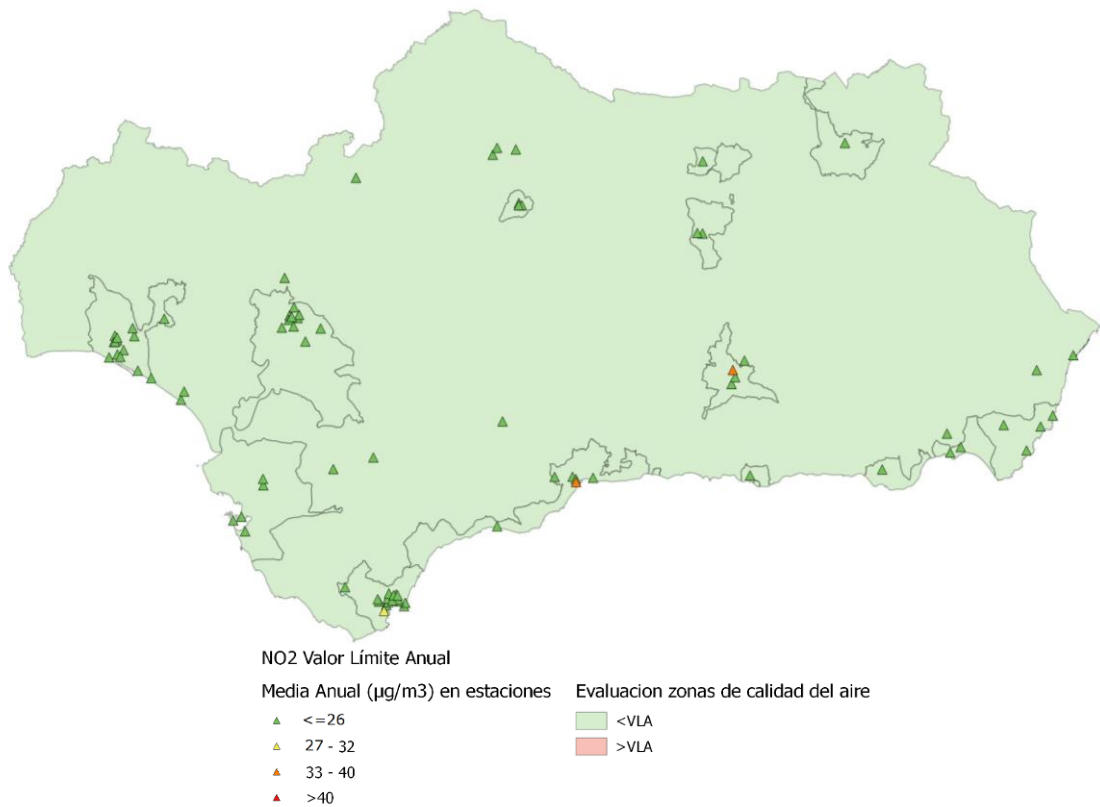 NO2 Valor Límite Anual
Media Anual (µg/m3) en estaciones
<=26
27 - 32
33 - 40
>40
Evaluacion zonas de calidad del aire
<VLA
>VLA